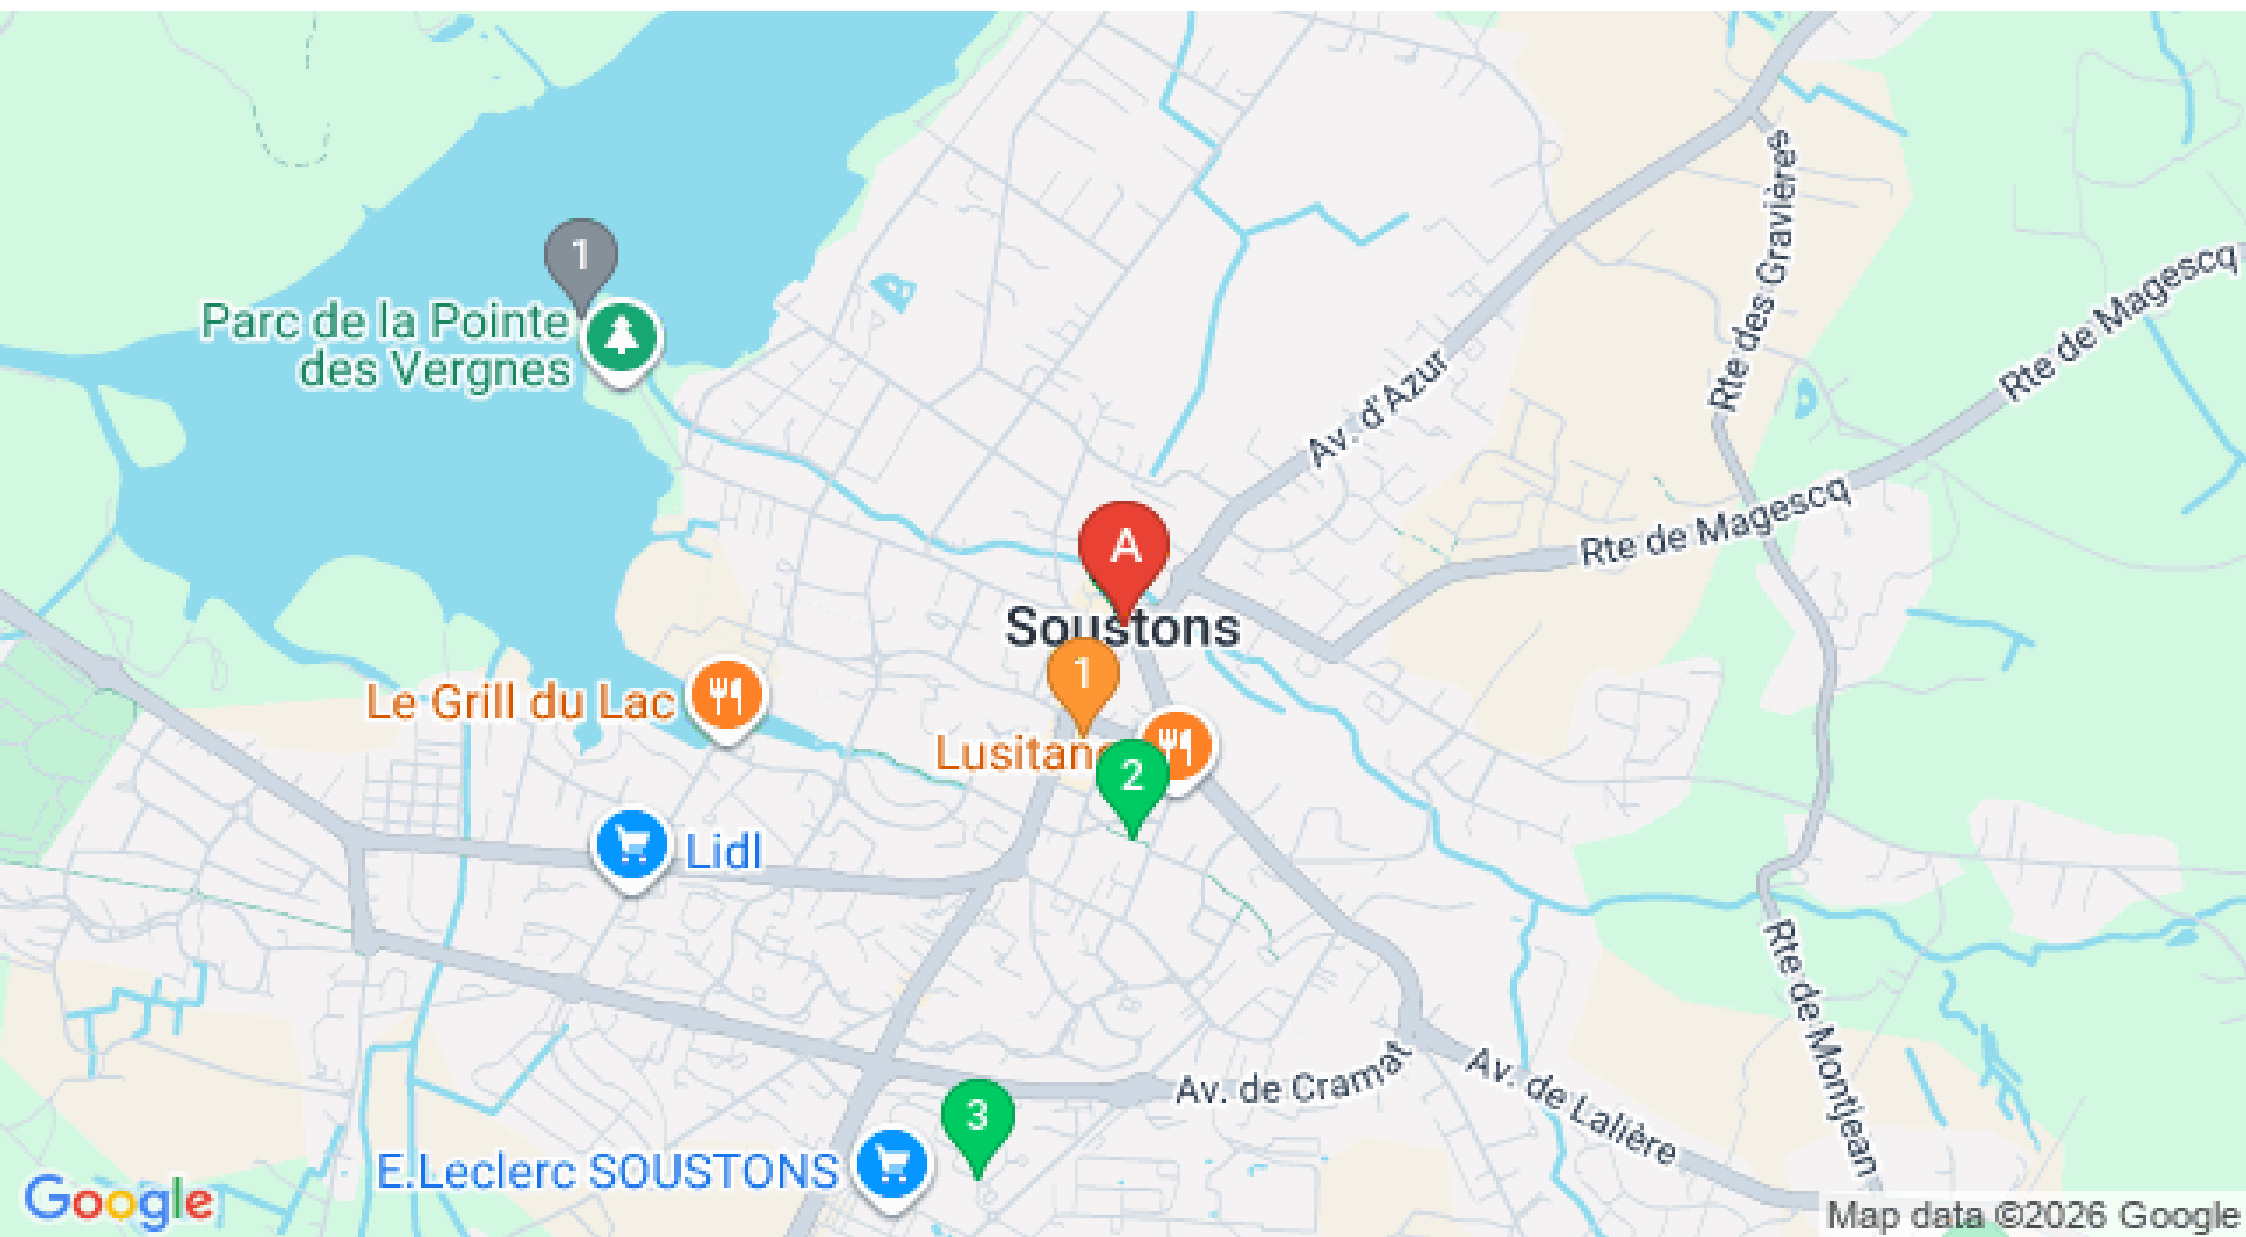 1
Parc de la Pointe
des Vergnes
Rte des Gravières
Rte de Magescq
Av. d'Azur
Rte de Magescq
A
Soustons
1
Le Grill du Lac
Lusitan
2
Lidl
Rte de Montjean
Av. de Cramat
Av. de Lalière
3
E.Leclerc SOUSTONS
Google
Map data ©2026 Google